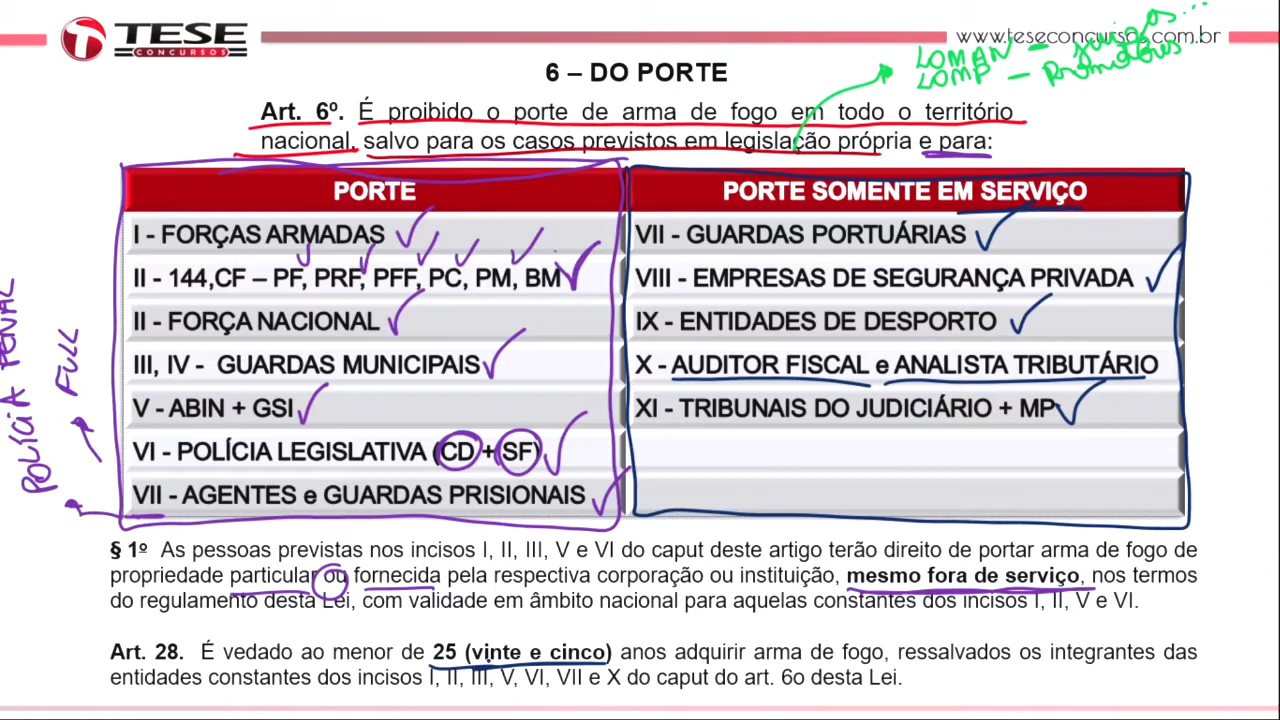 TESE
CONCURSOS
www.teseconcursos.com.br
LOMAN - Juízos...
LOMP - Promotores
6 – DO PORTE
Art. 6º. É proibido o porte de arma de fogo em todo o território
nacional, salvo para os casos previstos em legislação própria e para:
PORTE
PORTE SOMENTE EM SERVIÇO
I - FORÇAS ARMADAS
VII - GUARDAS PORTUÁRIAS
II - 144,CF – PF, PRF, PFF, PC, PM, BM
VIII - EMPRESAS DE SEGURANÇA PRIVADA
II - FORÇA NACIONAL
IX - ENTIDADES DE DESPORTO
III, IV - GUARDAS MUNICIPAIS
X - AUDITOR FISCAL e ANALISTA TRIBUTÁRIO
V - ABIN + GSI
XI - TRIBUNAIS DO JUDICIÁRIO + MP
VI - POLÍCIA LEGISLATIVA (CD + SF)
VII - AGENTES e GUARDAS PRISIONAIS
POLÍCIA PENAL
FULL
§ 1º As pessoas previstas nos incisos I, II, III, V e VI do caput deste artigo terão direito de portar arma de fogo de
propriedade particular ou fornecida pela respectiva corporação ou instituição, mesmo fora de serviço, nos termos
do regulamento desta Lei, com validade em âmbito nacional para aquelas constantes dos incisos I, II, V e VI.
Art. 28. É vedado ao menor de 25 (vinte e cinco) anos adquirir arma de fogo, ressalvados os integrantes das
entidades constantes dos incisos I, II, III, V, VI, VII e X do caput do art. 6o desta Lei.